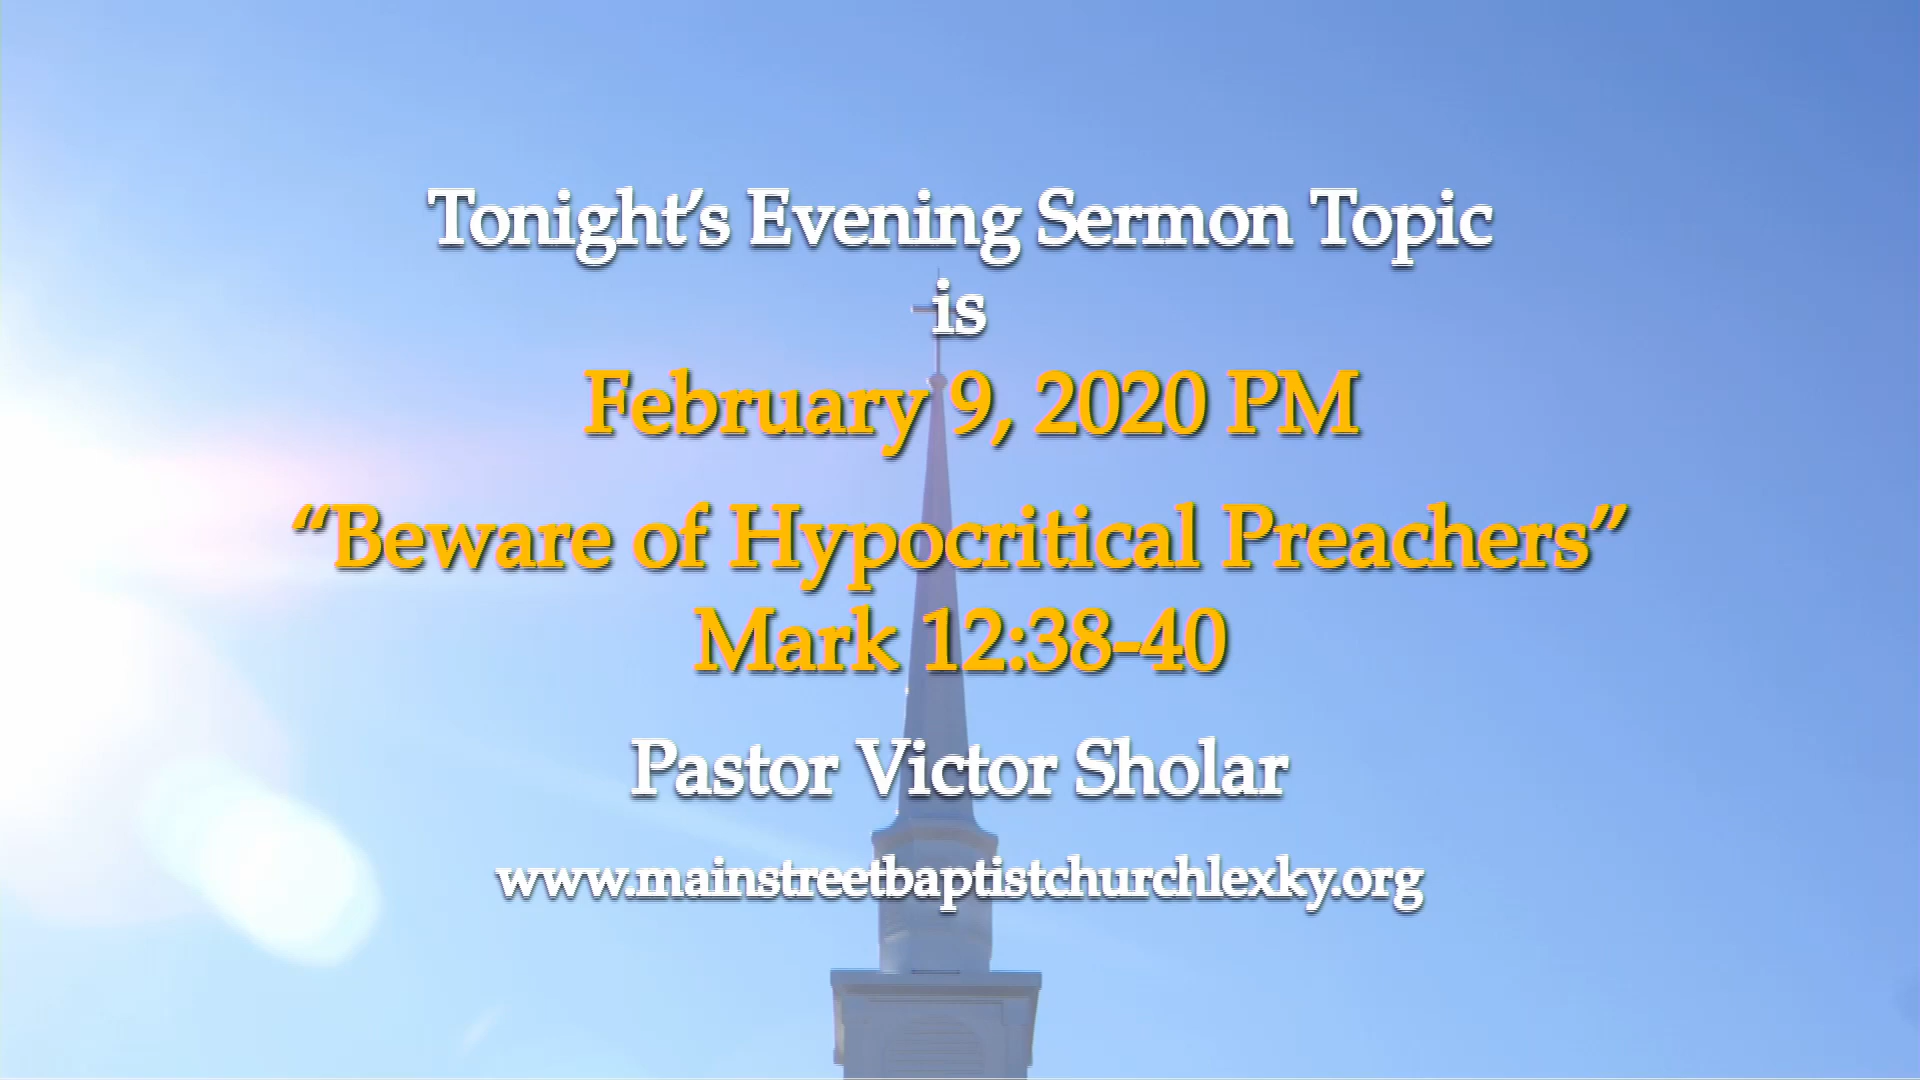 Tonight’s Evening Sermon Topic
is
February 9, 2020 PM
“Beware of Hypocritical Preachers”
Mark 12:38-40
Pastor Victor Sholar
www.mainstreetbaptistchurchlexky.org